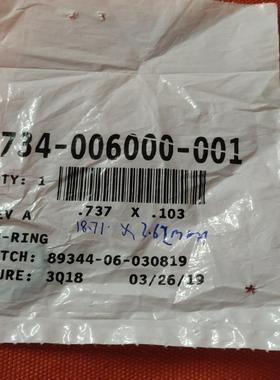 734-006000-001
TY: 1
EV A .737 X .103
18.71 X 2.62mm
-RING
TCH: 89344-06-030819
URE: 3Q18 03/26/19